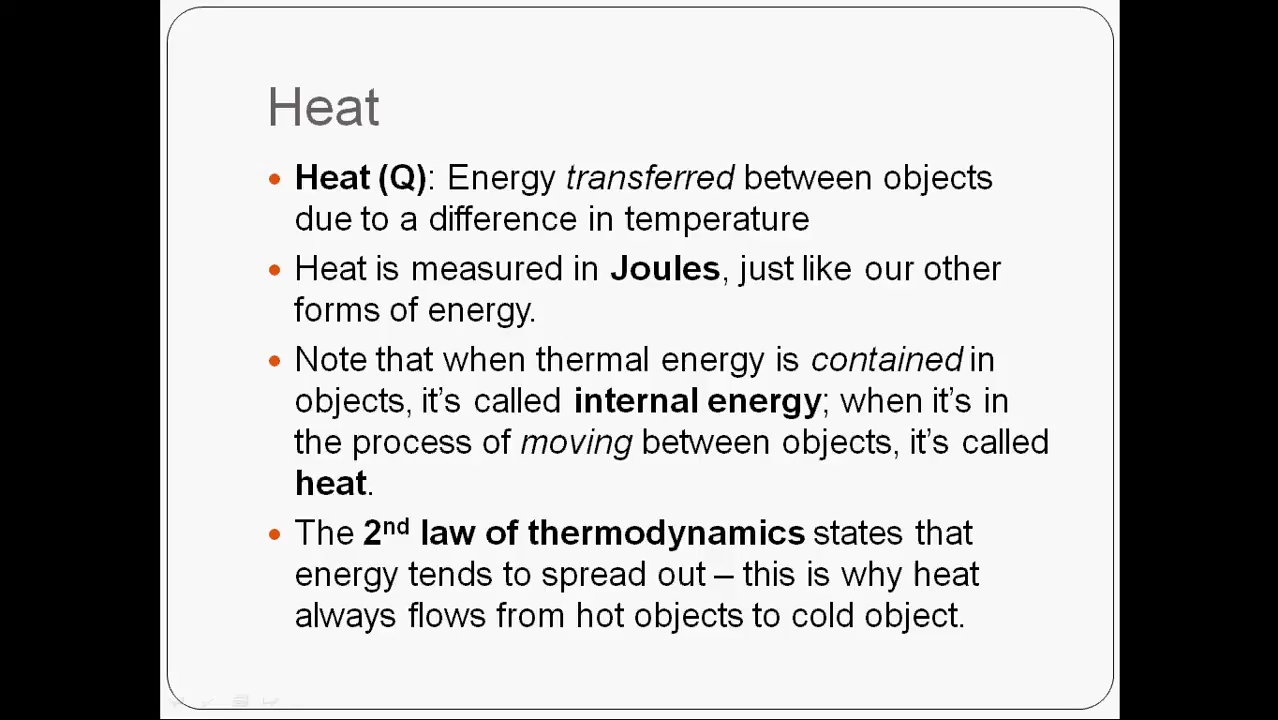 Heat
• Heat (Q): Energy transferred between objects
due to a difference in temperature
• Heat is measured in Joules, just like our other
forms of energy.
• Note that when thermal energy is contained in
objects, it’s called internal energy; when it’s in
the process of moving between objects, it’s called
heat.
• The 2nd law of thermodynamics states that
energy tends to spread out – this is why heat
always flows from hot objects to cold object.